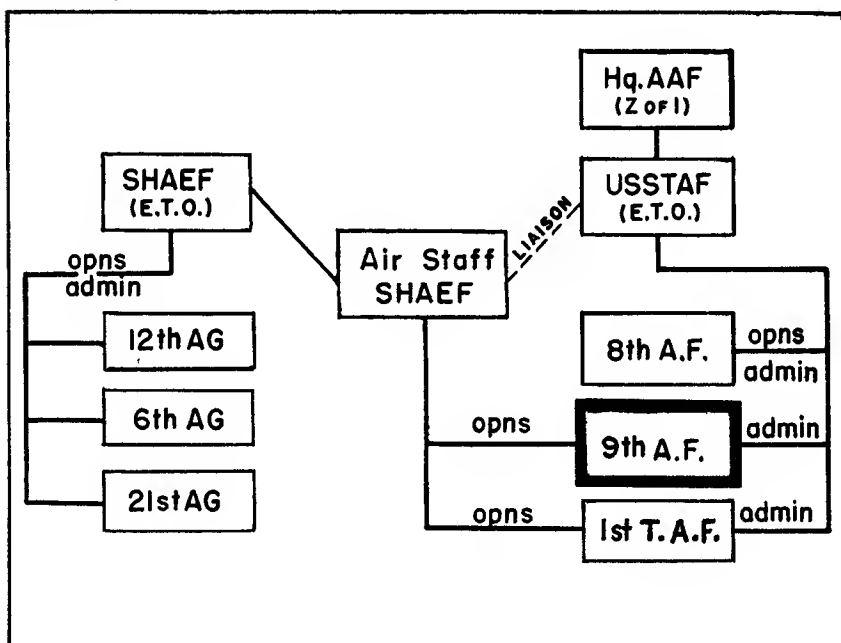 Hq. AAF
(Z OF I)
SHAEF
(E.T.O.)
USSTAF
(E.T.O.)
LIAISON
Air Staff
SHAEF
opns
admin
12th AG
6th AG
21st AG
8th A.F.
opns
admin
opns
9th A.F.
admin
opns
1st T.A.F.
admin